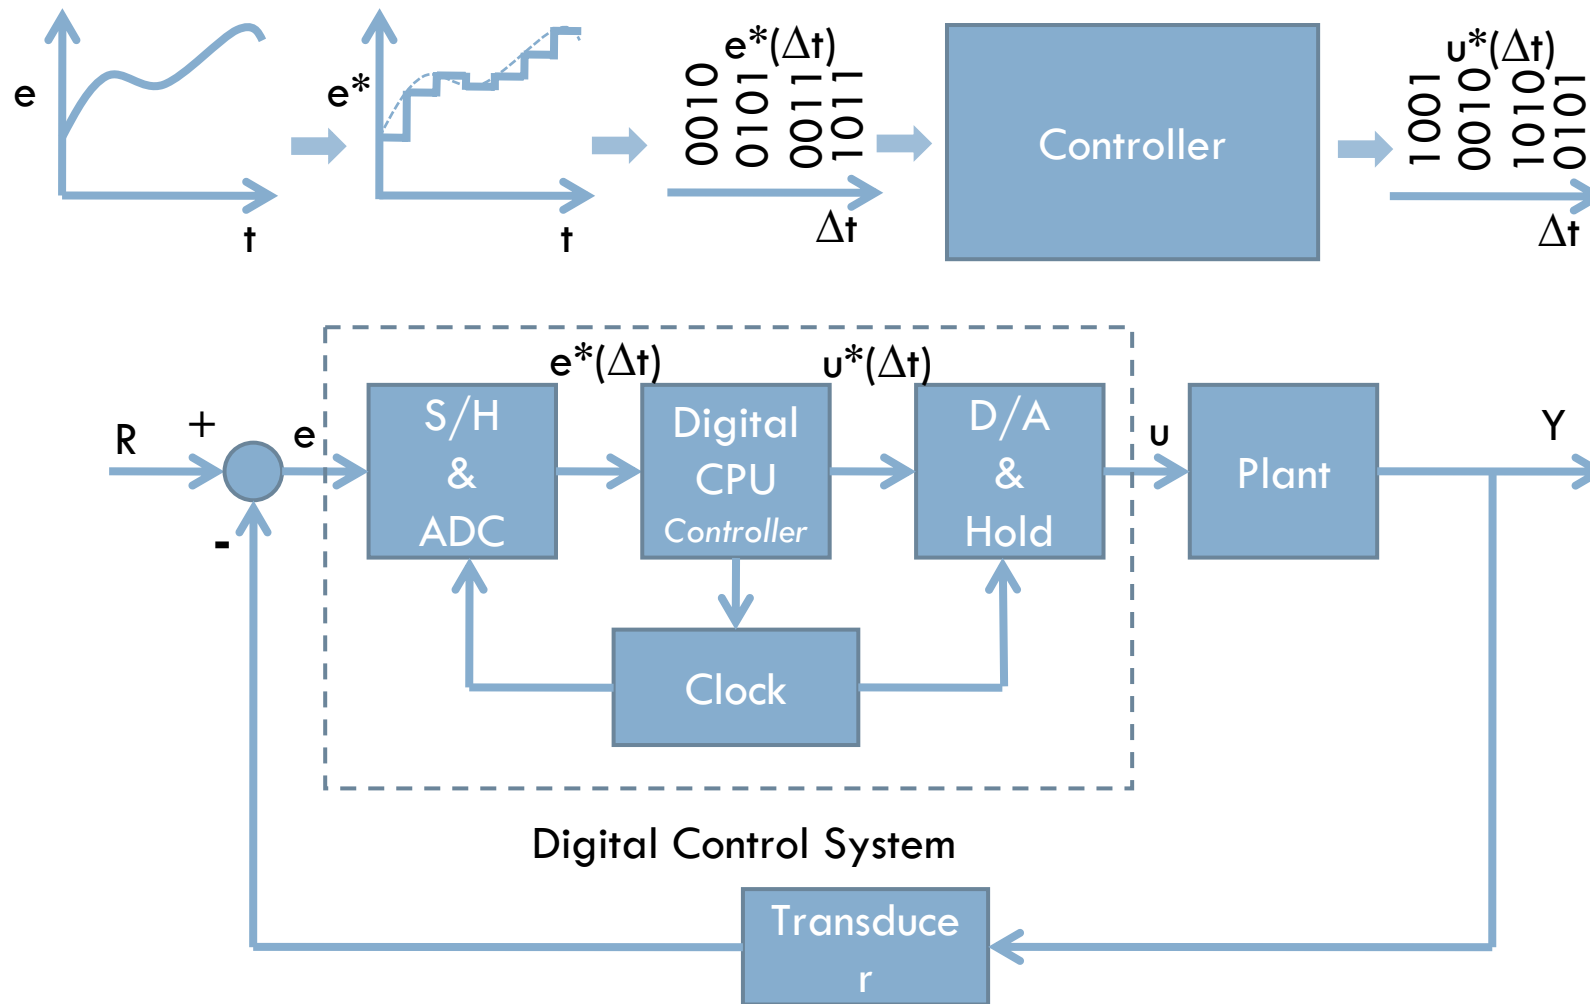 e
t
e*
t
e*(Δt)
0010
0101
0011
1011
Δt
Controller
u*(Δt)
1001
0010
1010
0101
Δt
R
+
-
e
S/H
&
ADC
e*(Δt)
Digital
CPU
Controller
u*(Δt)
D/A
&
Hold
u
Plant
Y
Clock
Digital Control System
Transduce
r